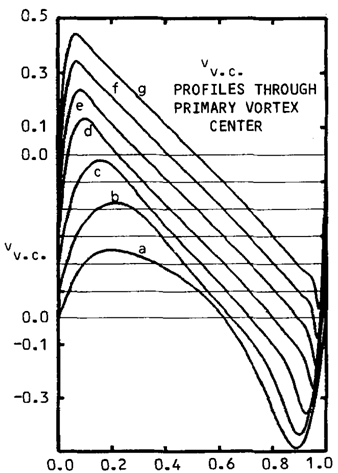 0.5
0.3
0.1
0.0
V V.C.
0.0
-0.1
-0.3
V V.C.
PROFILES THROUGH
PRIMARY VORTEX
CENTER
g
f
e
d
c
b
a
0.0 0.2 0.4 0.6 0.8 1.0